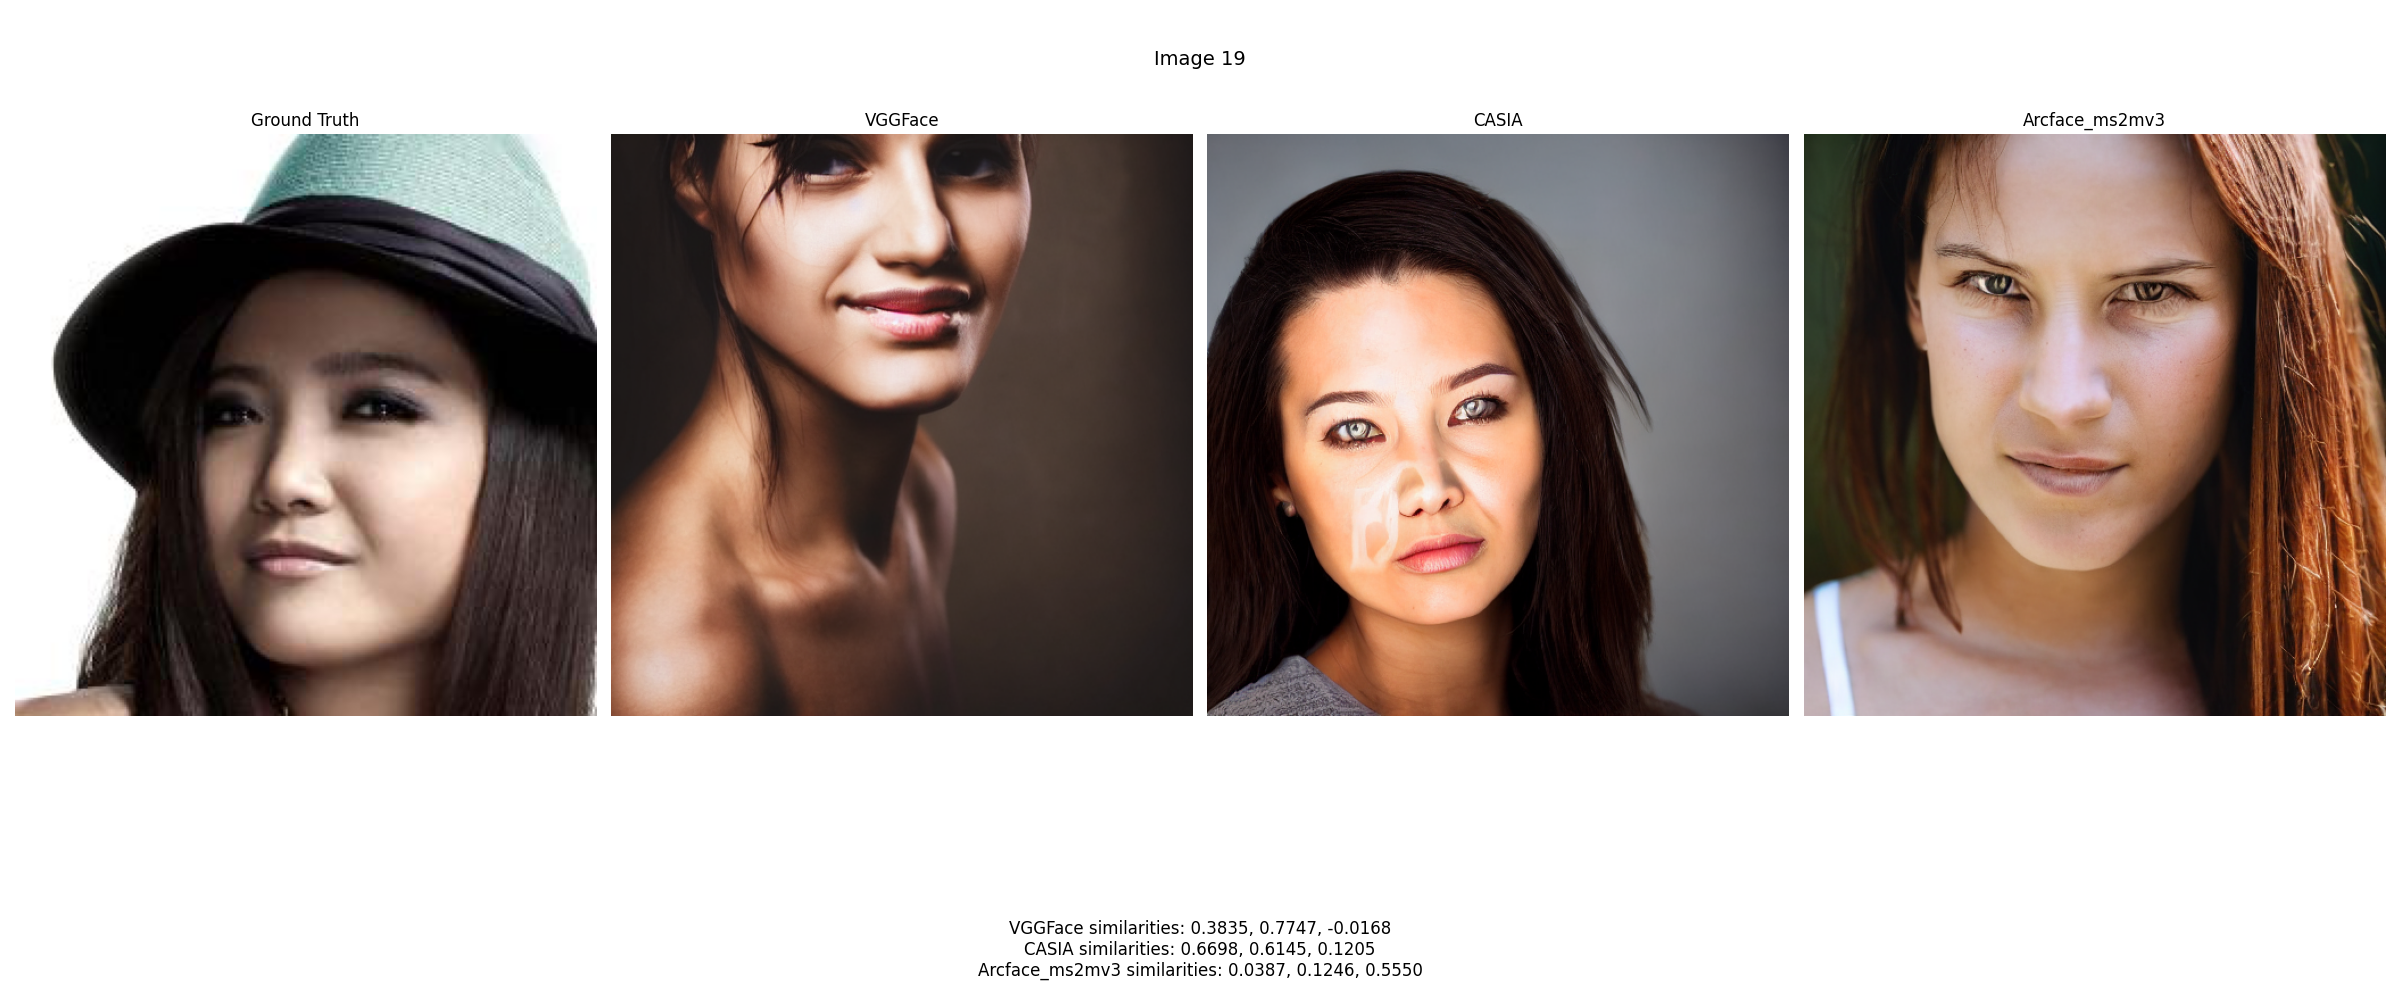 Image 19
Ground Truth
VGGFace
CASIA
Arcface_ms2mv3
VGGFace similarities: 0.3835, 0.7747, -0.0168
CASIA similarities: 0.6698, 0.6145, 0.1205
Arcface_ms2mv3 similarities: 0.0387, 0.1246, 0.5550